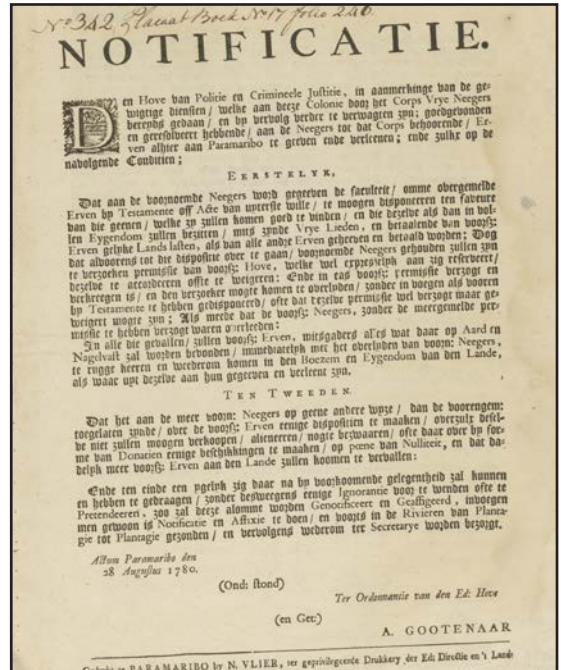 N° 342 Placaat Boek N° 17 folio 246.
NOTIFICATIE.
Den Hove van Politie en Crimineele Justitie, in aanmerkinge van de ge-
wigtige diensten / welke aan deeze Colonie door het Corps Vrye Neegers
bereyds gedaan / en by vervolg verder te verwagten zyn; goedgevonden
en geresolveert hebbende / aan de Neegers tot dat Corps behoorende / Er-
ven alhier aan Paramaribo te geeven ende verleenen; ende zulkx op de
navolgende Conditien;
EERSTELYK,
Dat aan de voornoemde Neegers word gegeeven de faculteit / omme overgemelde
Erven by Testamente off Acte van uyterste wille / te moogen disponeeren ten faveure
van die geenen / welke zy zullen komen goed te vinden / en die dezelve als dan in vol-
len Eygendom zullen bezitten / mits zynde Vrye Lieden, en betaalende van voorsz:
Erven gelyke Lands lasten, als van alle andre Erven geheeven en betaald worden; Dog
dat alvoorens tot die dispositie over te gaan / voornoemde Neegers gehouden zullen zyn
te verzoeken permissie van voorsz: Hove, welke wel expresselyk aan zig reserveert /
dezelve te accordeeren offte te weigeren: Ende in cas voorsz: permissie verzogt en
verkreegen is / en den verzoeker mogte komen te overlyden / zonder in voegen als vooren
by Testamente te hebben gedisponeerd / ofte dat dezelve permissie wel verzogt maar ge-
weigert mogte zyn; Als meede dat de voorsz: Neegers, zonder de meergemelde per-
missie te hebben verzogt waren overleeden:
In alle die gevallen / zullen voorsz: Erven, mitsgaders alles wat daar op Aard en
Nagelvast zal worden bevonden / immediatelyk met het overlyden van voorn: Neegers,
te rugge keeren en wederom komen in den Boezem en Eygendom van den Lande,
als waar uyt dezelve aan hun gegeeven en verleent zyn.
TEN TWEEDEN.
Dat het aan de meer voorn: Neegers op geene andere wyze / dan de voorengem:
toegelaten zynde / over de voorsz: Erven eenige dispositien te maaken / overzulx desel-
ve niet zullen moogen verkoopen / alieneeren / nogte bezwaaren / ofte daar over by for-
me van Donatien eenige beschikkingen te maaken / op poene van Nulliteit, en dat da-
delyk meer voorsz: Erven aan den Lande zullen koomen te vervallen:
Ende ten einde een ygelyk zig daar na by voorkoomende gelegentheid zal kunnen
en hebben te gedraagen / zonder desweegens eenige Ignorantie voor te wenden ofte te
Pretendeeren, zoo zal deeze alomme worden Genotificeert en Geaffigeerd, invoegen
men gewoon is Notificatie en Affixie te doen / en voorts in de Rivieren van Planta-
gie tot Plantagie gezonden / en vervolgens wederom ter Secretarye worden bezorgt.
Actum Paramaribo den
28 Augustus 1780.
(Ond: stond)
Ter Ordonnantie van den Ed: Hove
(en Get:)
A. GOOTENAAR
Gedrukt te PARAMARIBO by N. VLIER, ter geprivilegeerde Drukkery der Ed: Directie en 's Lands